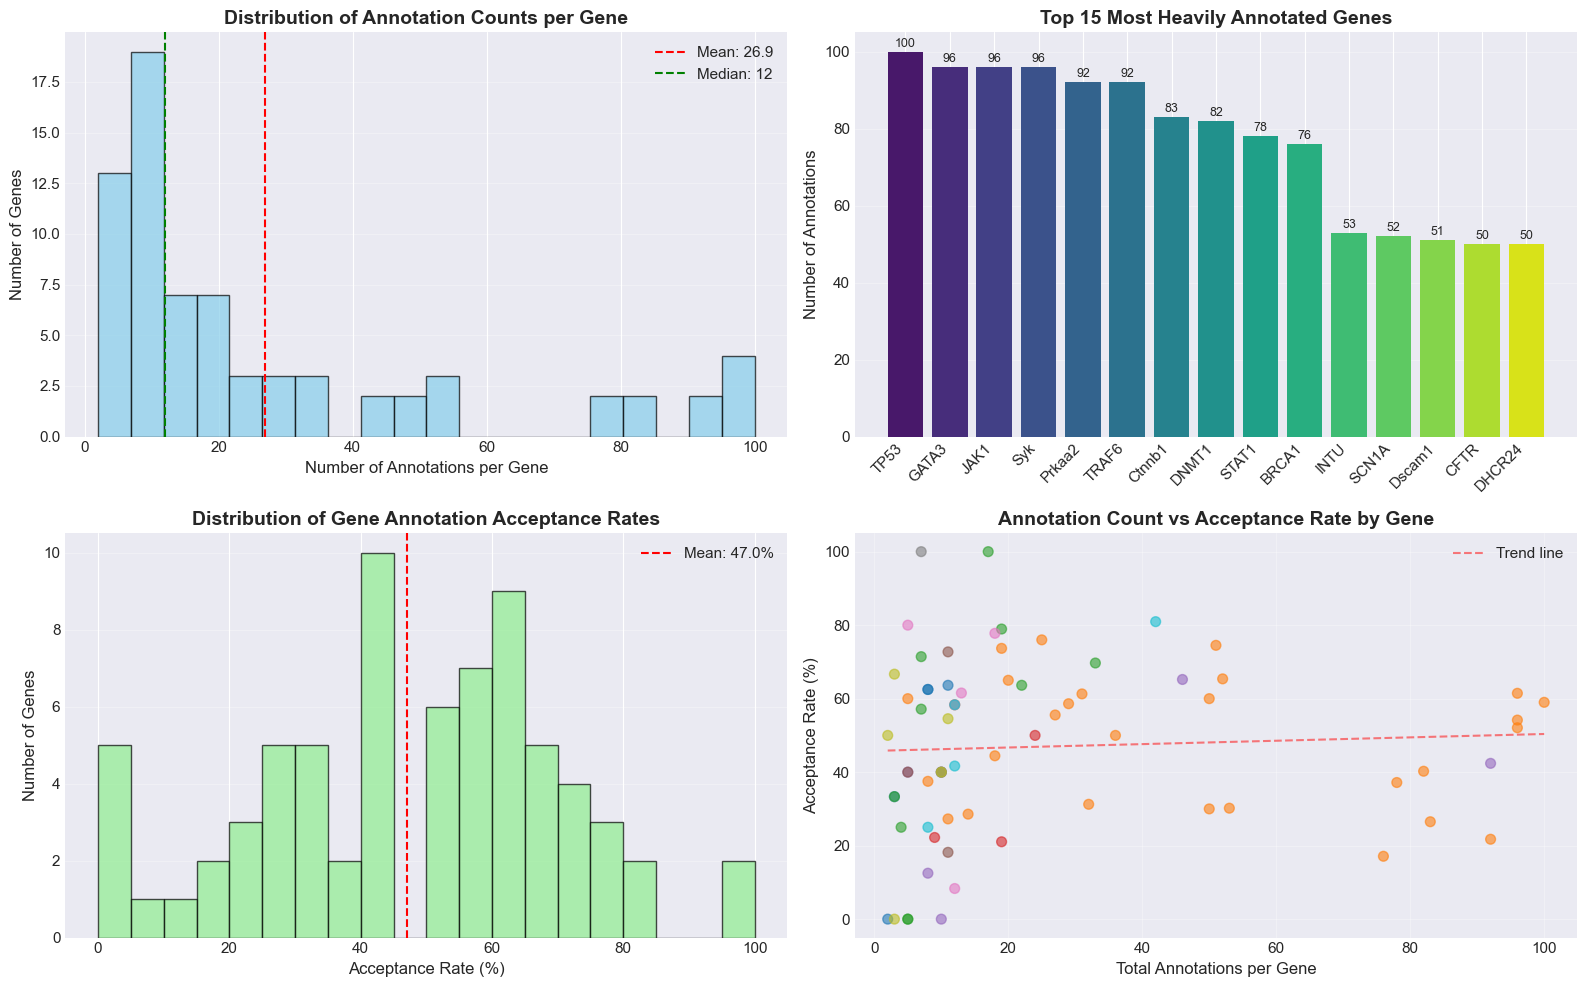 Distribution of Annotation Counts per Gene
Number of Genes
17.5
15.0
12.5
10.0
7.5
5.0
2.5
0.0
Mean: 26.9
Median: 12
0 20 40 60 80 100
Number of Annotations per Gene
Top 15 Most Heavily Annotated Genes
Number of Annotations
100
80
60
40
20
0
100 96 96 96 92 92 83 82 78 76 53 52 51 50 50
TP53 GATA3 JAK1 Syk Prkaa2 TRAF6 Ctnnb1 DNMT1 STAT1 BRCA1 INTU SCN1A Dscam1 CFTR DHCR24
Distribution of Gene Annotation Acceptance Rates
Number of Genes
10
8
6
4
2
0
Mean: 47.0%
0 20 40 60 80 100
Acceptance Rate (%)
Annotation Count vs Acceptance Rate by Gene
Acceptance Rate (%)
100
80
60
40
20
0
Trend line
0 20 40 60 80 100
Total Annotations per Gene